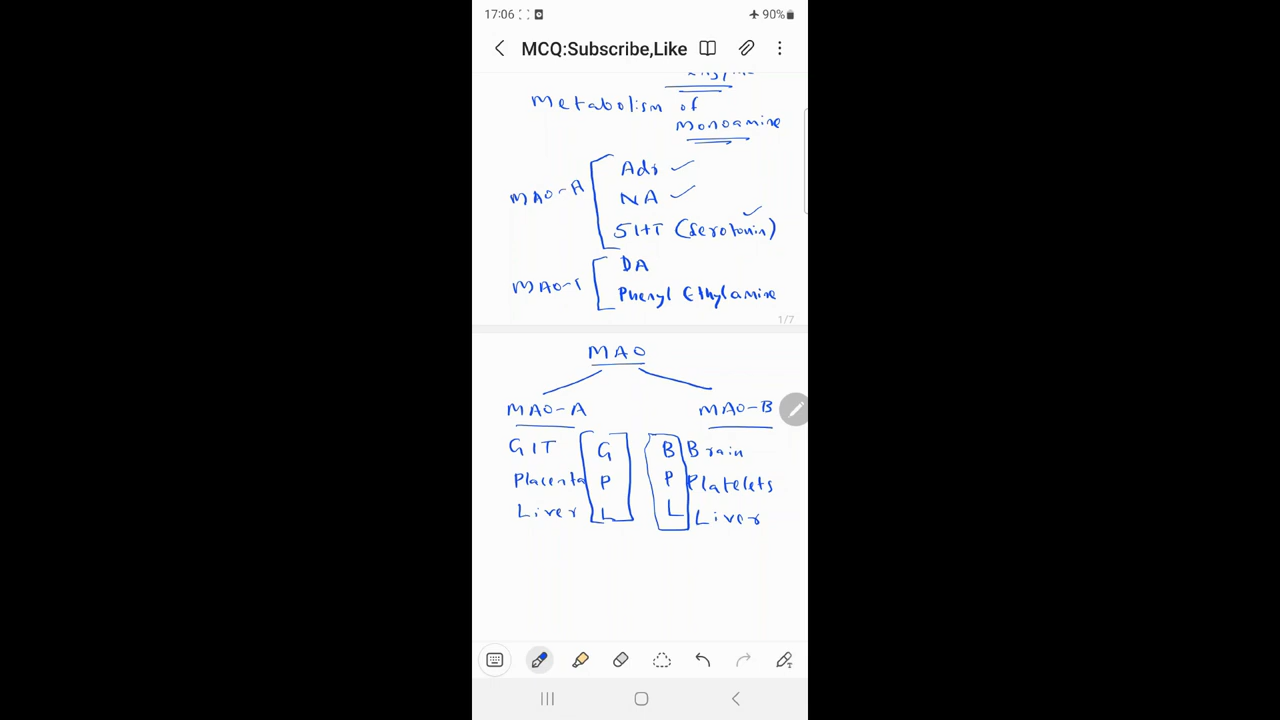 17:06 90%
MCQ:Subscribe,Like
Metabolism of
Monoamine
MAO-A
Adr
NA
5HT (Serotonin)
DA
Phenyl Ethylamine
1/7
MAO
MAO-A MAO-B
GIT G B Brain
Placenta P P Platelets
Liver L L Liver